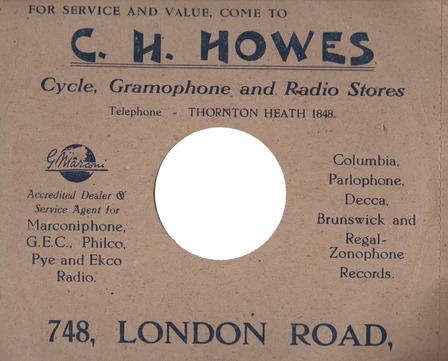 FOR SERVICE AND VALUE, COME TO
C. H. HOWES
Cycle, Gramophone and Radio Stores
Telephone - THORNTON HEATH 1848.
G Marconi
Accredited Dealer &
Service Agent for
Marconiphone,
G.E.C., Philco,
Pye and Ekco
Radio.
Columbia,
Parlophone,
Decca,
Brunswick and
Regal-
Zonophone
Records.
748, LONDON ROAD,